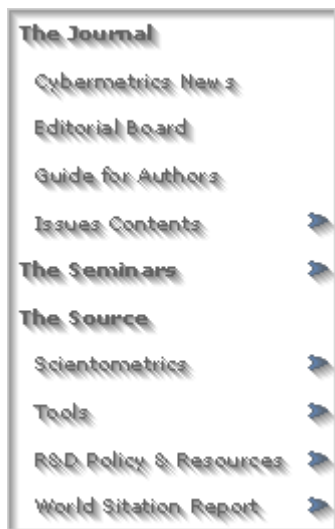 The Journal
Cybermetrics News
Editorial Board
Guide for Authors
Issues Contents
The Seminars
The Source
Scientometrics
Tools
R&D Policy & Resources
World Sitation Report